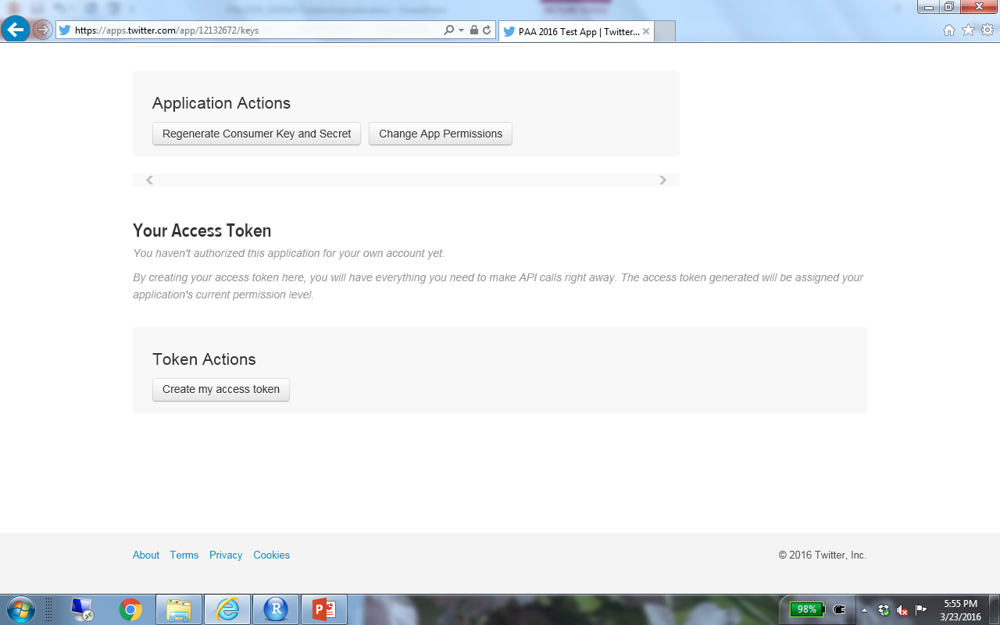 https://apps.twitter.com/app/12132672/keys
PAA 2016 Test App | Twitter...
Application Actions
Regenerate Consumer Key and Secret
Change App Permissions
Your Access Token
You haven't authorized this application for your own account yet.
By creating your access token here, you will have everything you need to make API calls right away. The access token generated will be assigned your
application's current permission level.
Token Actions
Create my access token
About Terms Privacy Cookies
© 2016 Twitter, Inc.
98%
5:55 PM
3/23/2016